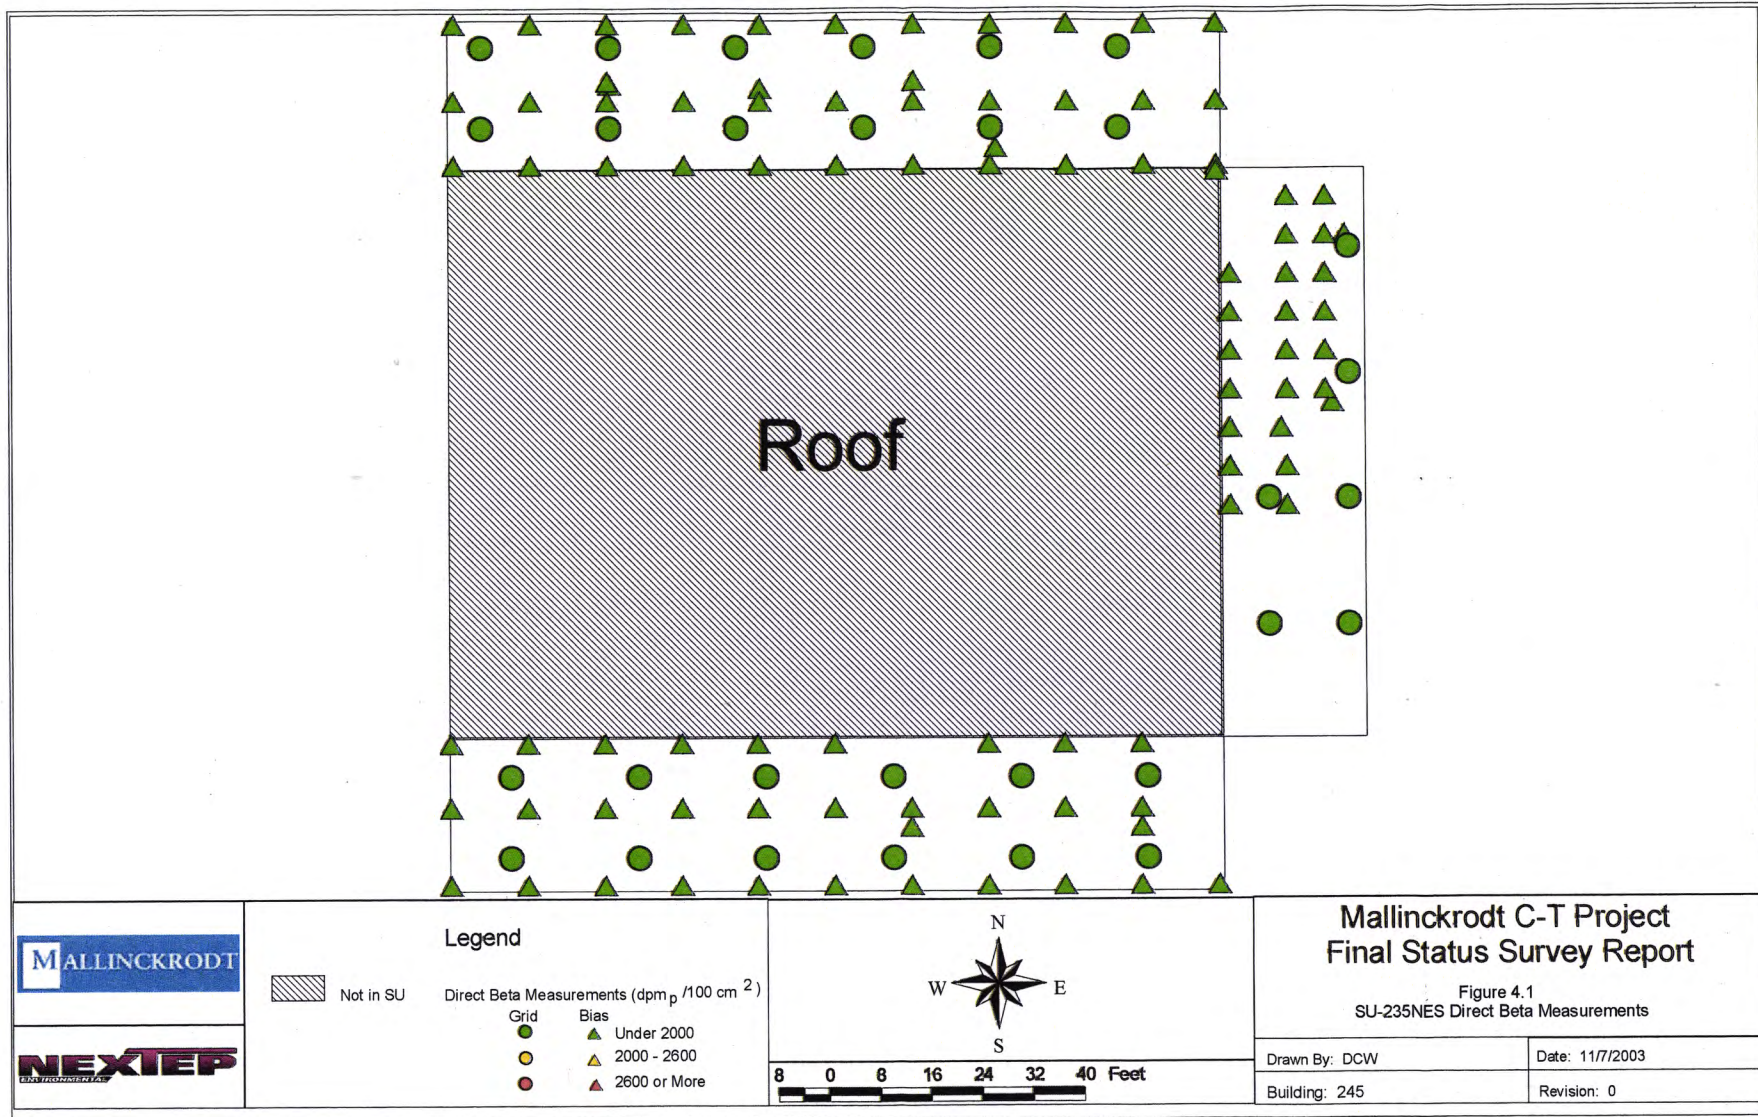 Roof
MALLINCKRODT
NEXTEP
ENVIRONMENTAL
Legend
Not in SU
Direct Beta Measurements (dpm p /100 cm 2)
Grid Bias
Under 2000
2000 - 2600
2600 or More
N
W E
S
8 0 8 16 24 32 40 Feet
Mallinckrodt C-T Project
Final Status Survey Report
Figure 4.1
SU-235NES Direct Beta Measurements
Drawn By: DCW
Date: 11/7/2003
Building: 245
Revision: 0